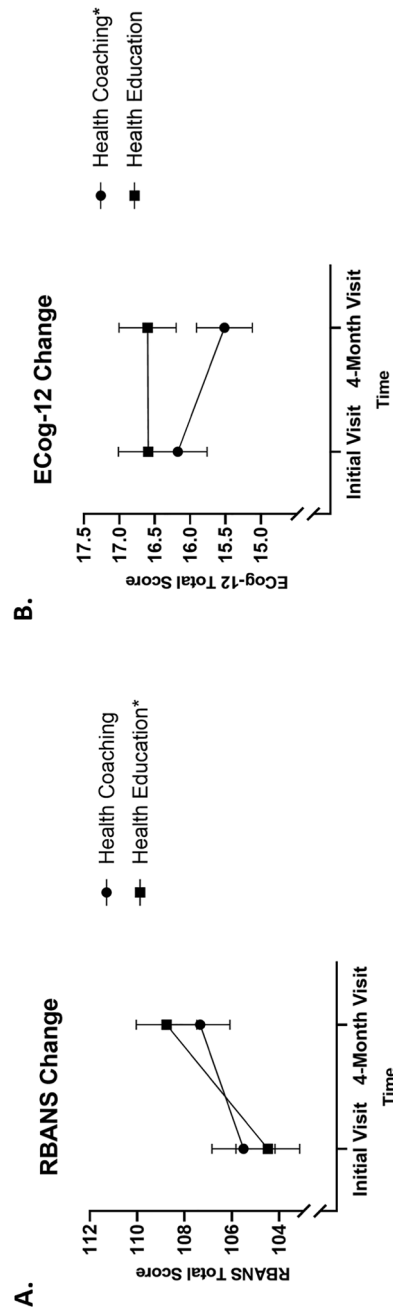 A.
RBANS Change
RBANS Total Score
112
110
108
106
104
Initial Visit
4-Month Visit
Time
Health Coaching
Health Education*
B.
ECog-12 Change
ECog-12 Total Score
17.5
17.0
16.5
16.0
15.5
15.0
Initial Visit
4-Month Visit
Time
Health Coaching*
Health Education